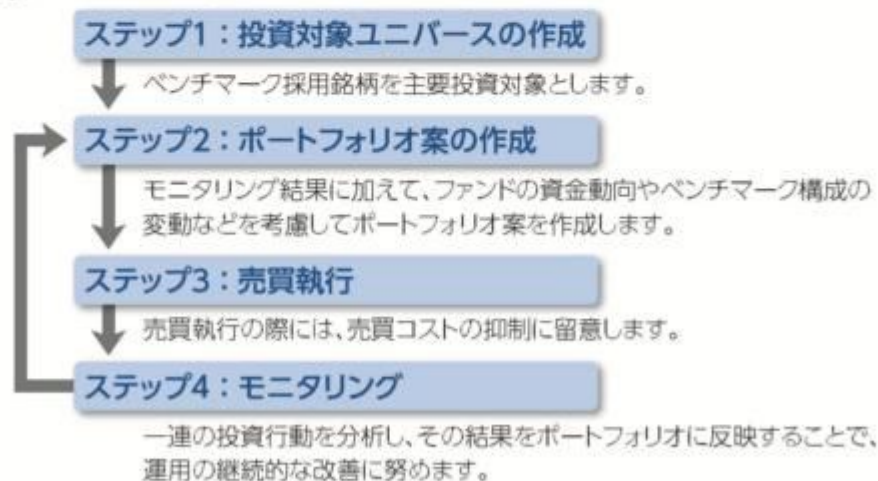 ステップ1：投資対象ユニバースの作成
ベンチマーク採用銘柄を主要投資対象とします。
ステップ2：ポートフォリオ案の作成
モニタリング結果に加えて、ファンドの資金動向やベンチマーク構成の
変動などを考慮してポートフォリオ案を作成します。
ステップ3：売買執行
売買執行の際には、売買コストの抑制に留意します。
ステップ4：モニタリング
一連の投資行動を分析し、その結果をポートフォリオに反映することで、
運用の継続的な改善に努めます。